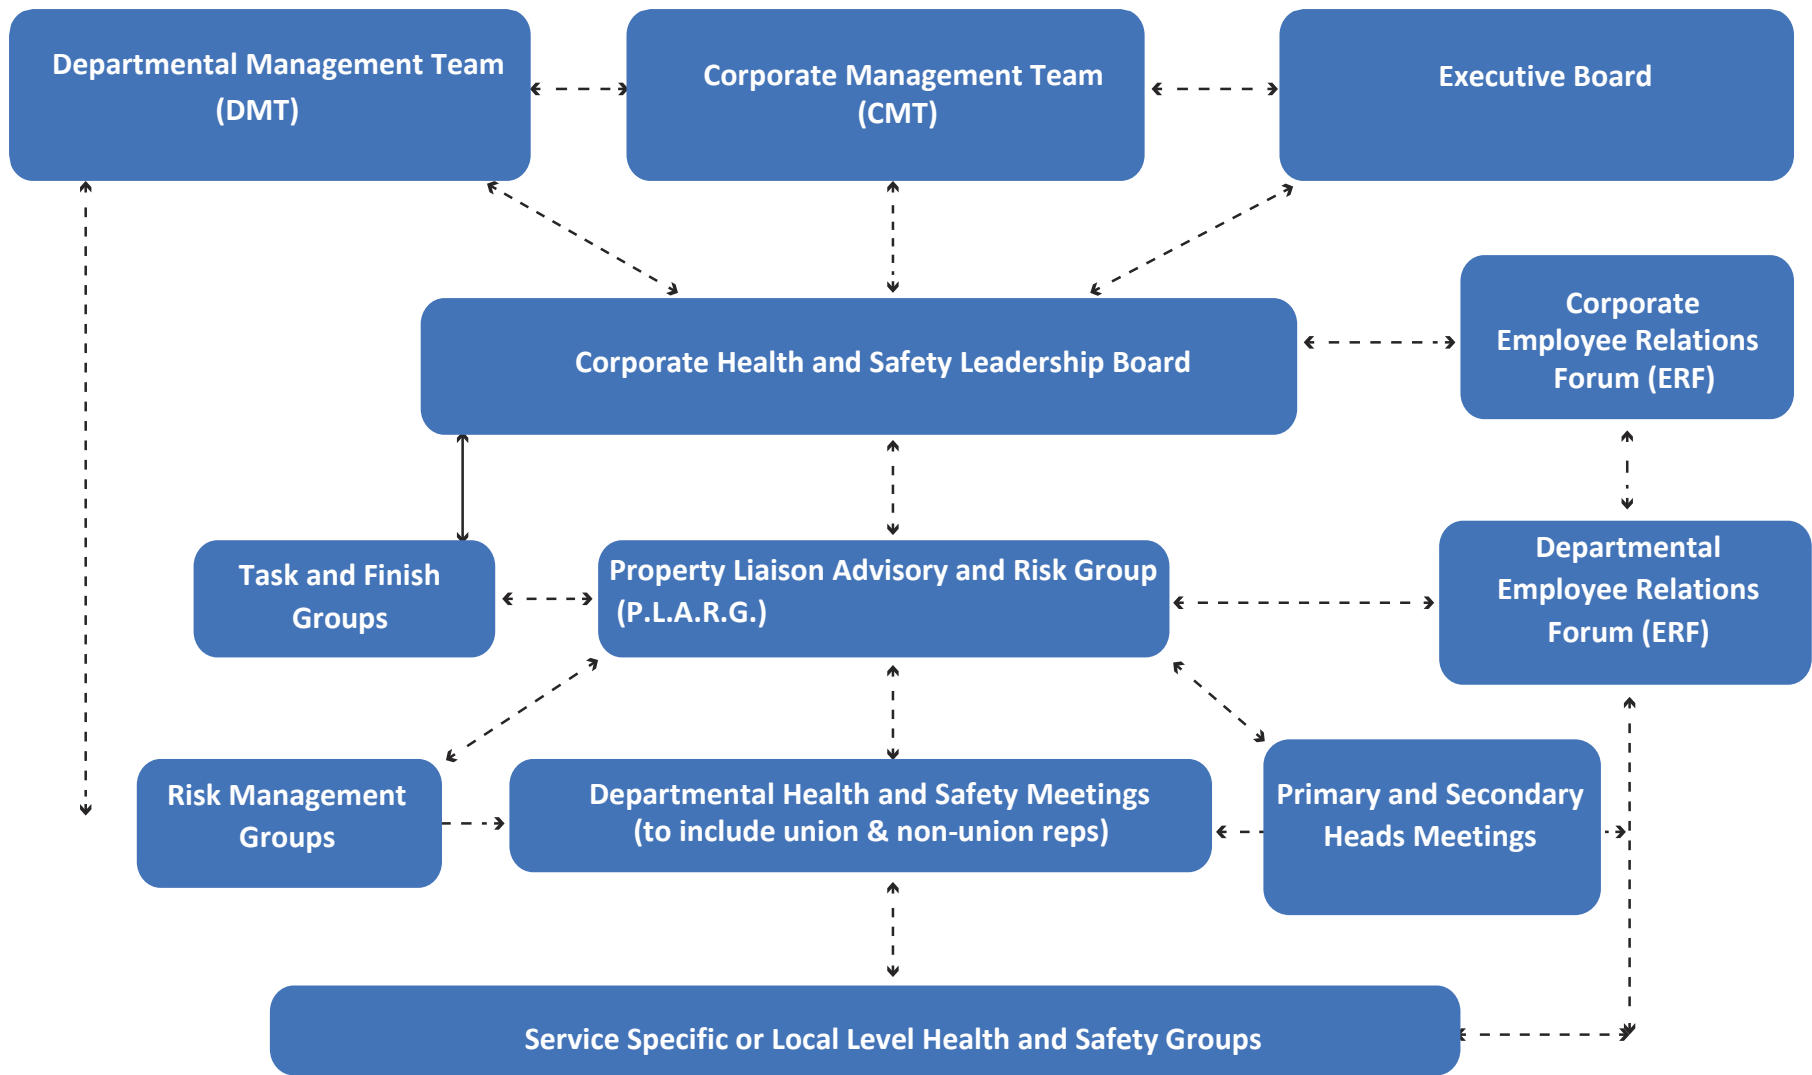 Departmental Management Team
(DMT)
Corporate Management Team
(CMT)
Executive Board
Corporate Health and Safety Leadership Board
Corporate
Employee Relations
Forum (ERF)
Task and Finish
Groups
Property Liaison Advisory and Risk Group
(P.L.A.R.G.)
Departmental
Employee Relations
Forum (ERF)
Risk Management
Groups
Departmental Health and Safety Meetings
(to include union & non-union reps)
Primary and Secondary
Heads Meetings
Service Specific or Local Level Health and Safety Groups